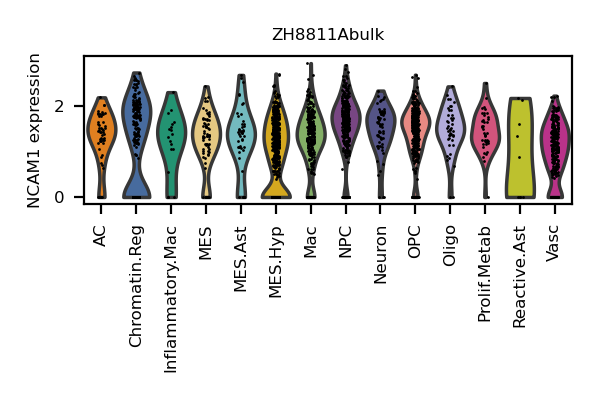 ZH8811Abulk
NCAM1 expression
2
0
AC
Chromatin.Reg
Inflammatory.Mac
MES
MES.Ast
MES.Hyp
Mac
NPC
Neuron
OPC
Oligo
Prolif.Metab
Reactive.Ast
Vasc